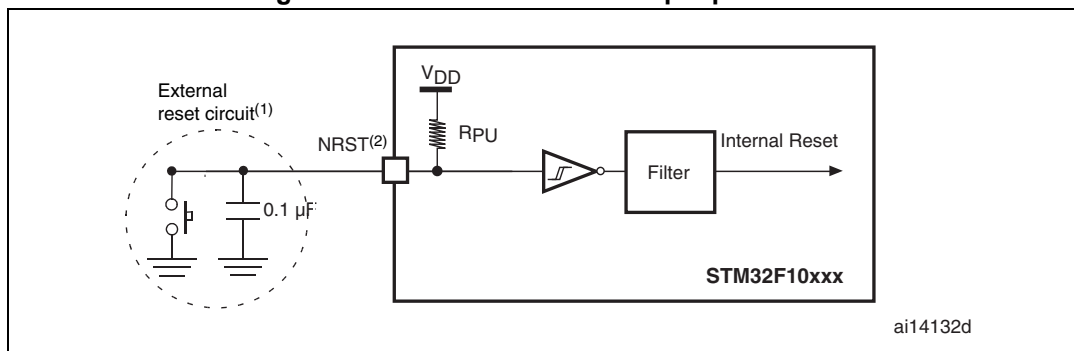 External
reset circuit(1)
NRST(2)
VDD
RPU
0.1 µF
Filter
Internal Reset
STM32F10xxx
ai14132d